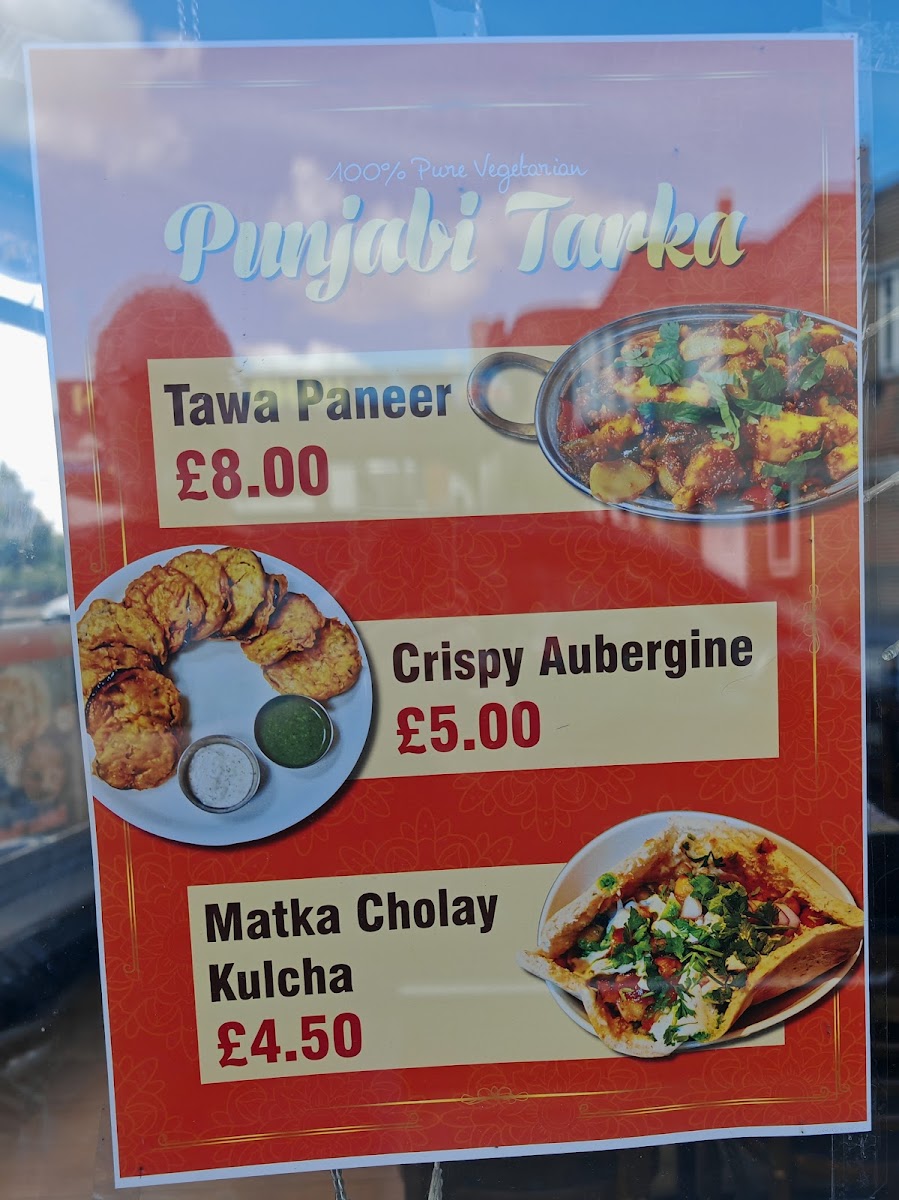 100% Pure Vegetarian
Punjabi Tarka
Tawa Paneer
£8.00
Crispy Aubergine
£5.00
Matka Cholay
Kulcha
£4.50